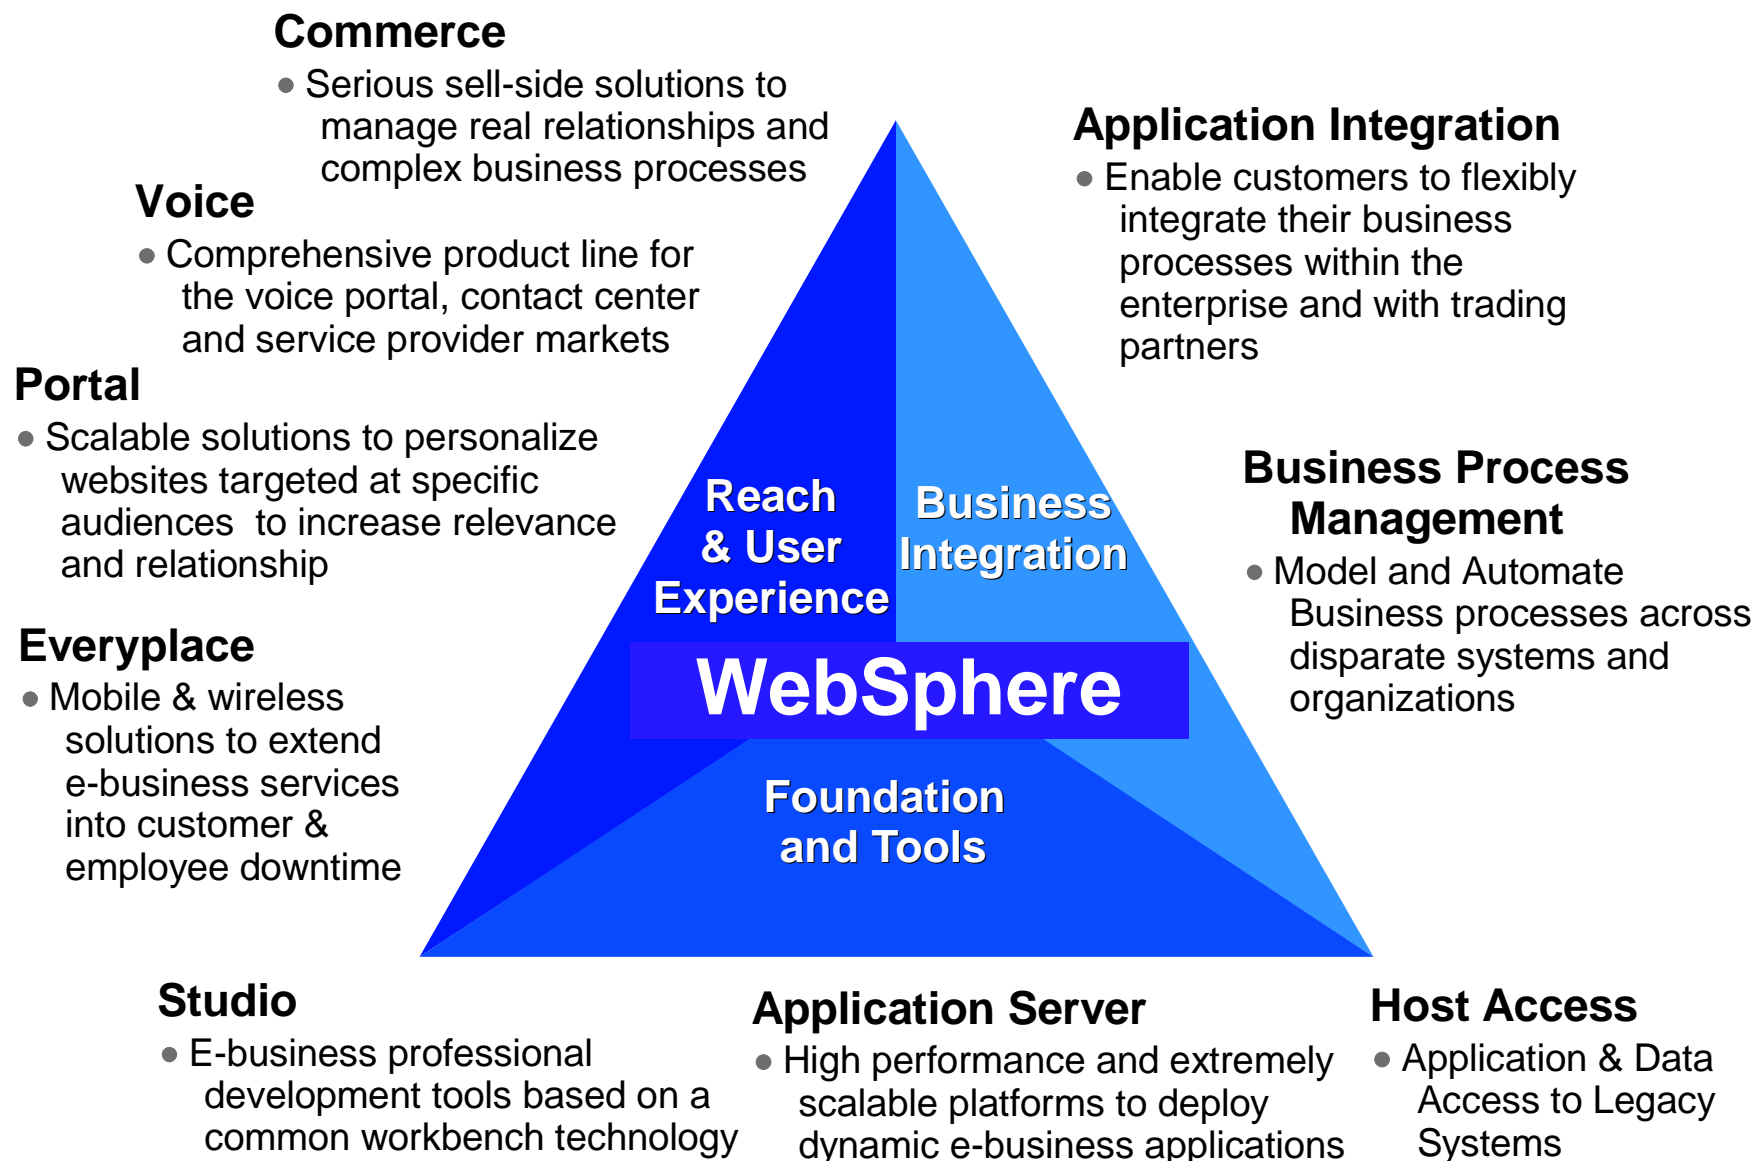 Commerce
Serious sell-side solutions to
manage real relationships and
complex business processes
Voice
Comprehensive product line for
the voice portal, contact center
and service provider markets
Portal
Scalable solutions to personalize
websites targeted at specific
audiences  to increase relevance
and relationship
Everyplace
Mobile & wireless
solutions to extend
e-business services
into customer &
employee downtime
Application Integration
Enable customers to flexibly
integrate their business
processes within the
enterprise and with trading
partners
Business Process
Management
Model and Automate
Business processes across
disparate systems and
organizations
Reach
& User
Experience
Business
Integration
WebSphere
Foundation
and Tools
Studio
E-business professional
development tools based on a
common workbench technology
Application Server
High performance and extremely
scalable platforms to deploy
dynamic e-business applications
Host Access
Application & Data
Access to Legacy
Systems